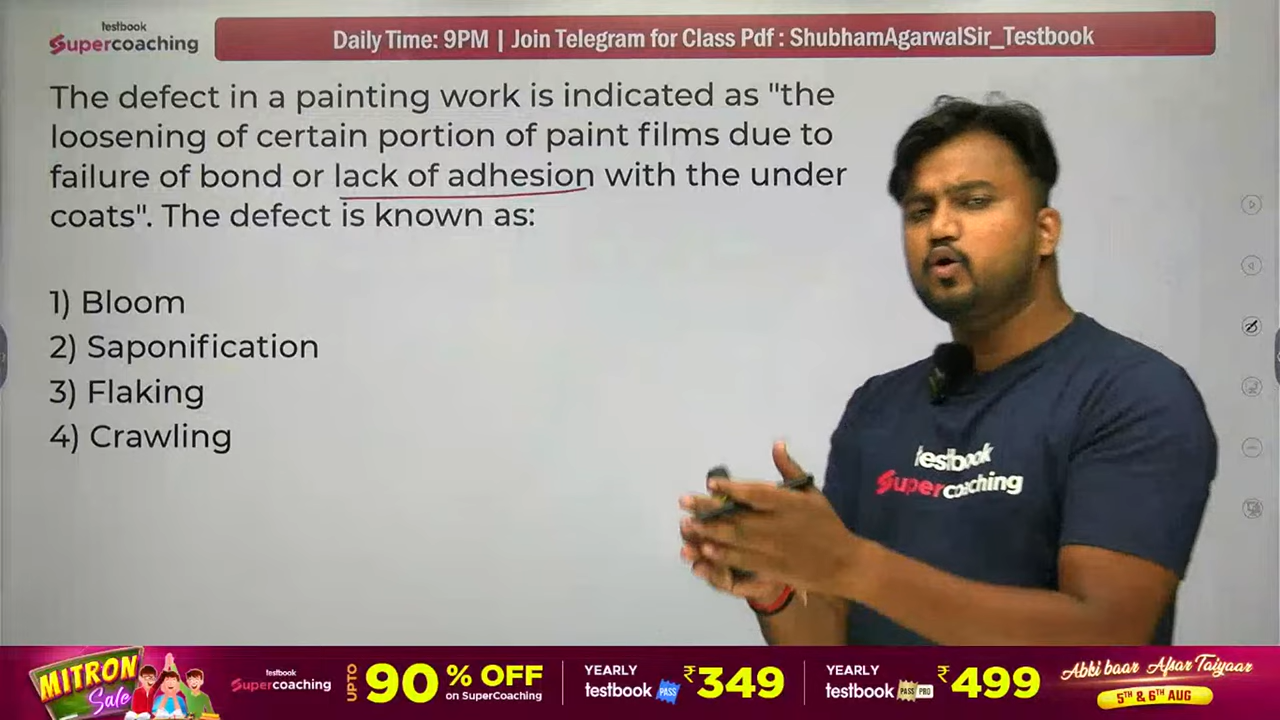 testbook
Supercoaching
Daily Time: 9PM | Join Telegram for Class Pdf : ShubhamAgarwalSir_Testbook
The defect in a painting work is indicated as "the
loosening of certain portion of paint films due to
failure of bond or lack of adhesion with the under
coats". The defect is known as:
1) Bloom
2) Saponification
3) Flaking
4) Crawling
testbook
Supercoaching
MITRON
Sale
testbook
Supercoaching
UPTO 90 % OFF
on SuperCoaching
YEARLY
testbook PASS
₹349
YEARLY
testbook PASS PRO
₹499
Abki baar Afsar Taiyaar
5TH & 6TH AUG